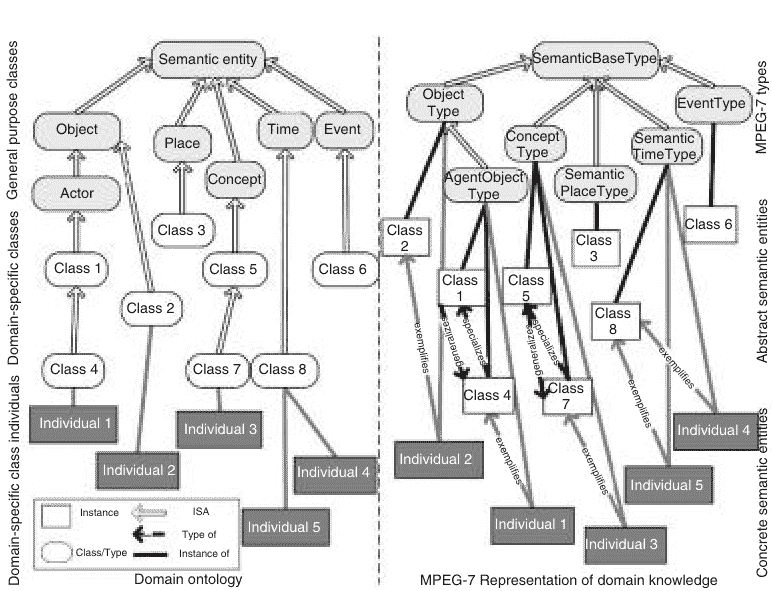 General purpose classes
Domain-specific classes
Domain-specific class individuals
Semantic entity
Object
Place
Time
Event
Actor
Concept
Class 3
Class 1
Class 5
Class 6
Class 2
Class 4
Class 7
Class 8
Individual 1
Individual 3
Individual 2
Individual 4
Individual 5
Instance
ISA
Type of
Class/Type
Instance of
Domain ontology
SemanticBaseType
Object
Type
EventType
Concept
Type
Semantic
TimeType
AgentObject
Type
Semantic
PlaceType
Class
2
Class
3
Class 6
Class
1
Class
5
Class
8
exemplifies
generalizes
specializes
generalizes
specializes
exemplifies
exemplifies
Class 4
Class
7
exemplifies
exemplifies
Individual 2
Individual 4
Individual 5
Individual 1
Individual 3
MPEG-7 Representation of domain knowledge
MPEG-7 types
Abstract semantic entities
Concrete semantic entities